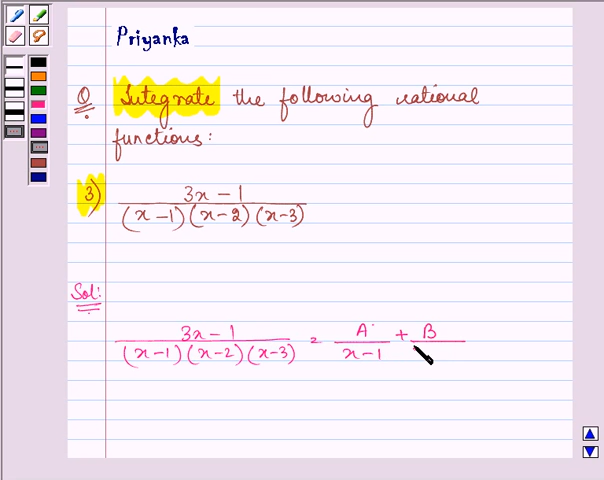 Priyanka
Q Integrate the following rational
functions:
3) 3x - 1
(x - 1) (x - 2) (x - 3)
Sol:
3x - 1 / (x - 1) (x - 2) (x - 3) = A / x - 1 + B